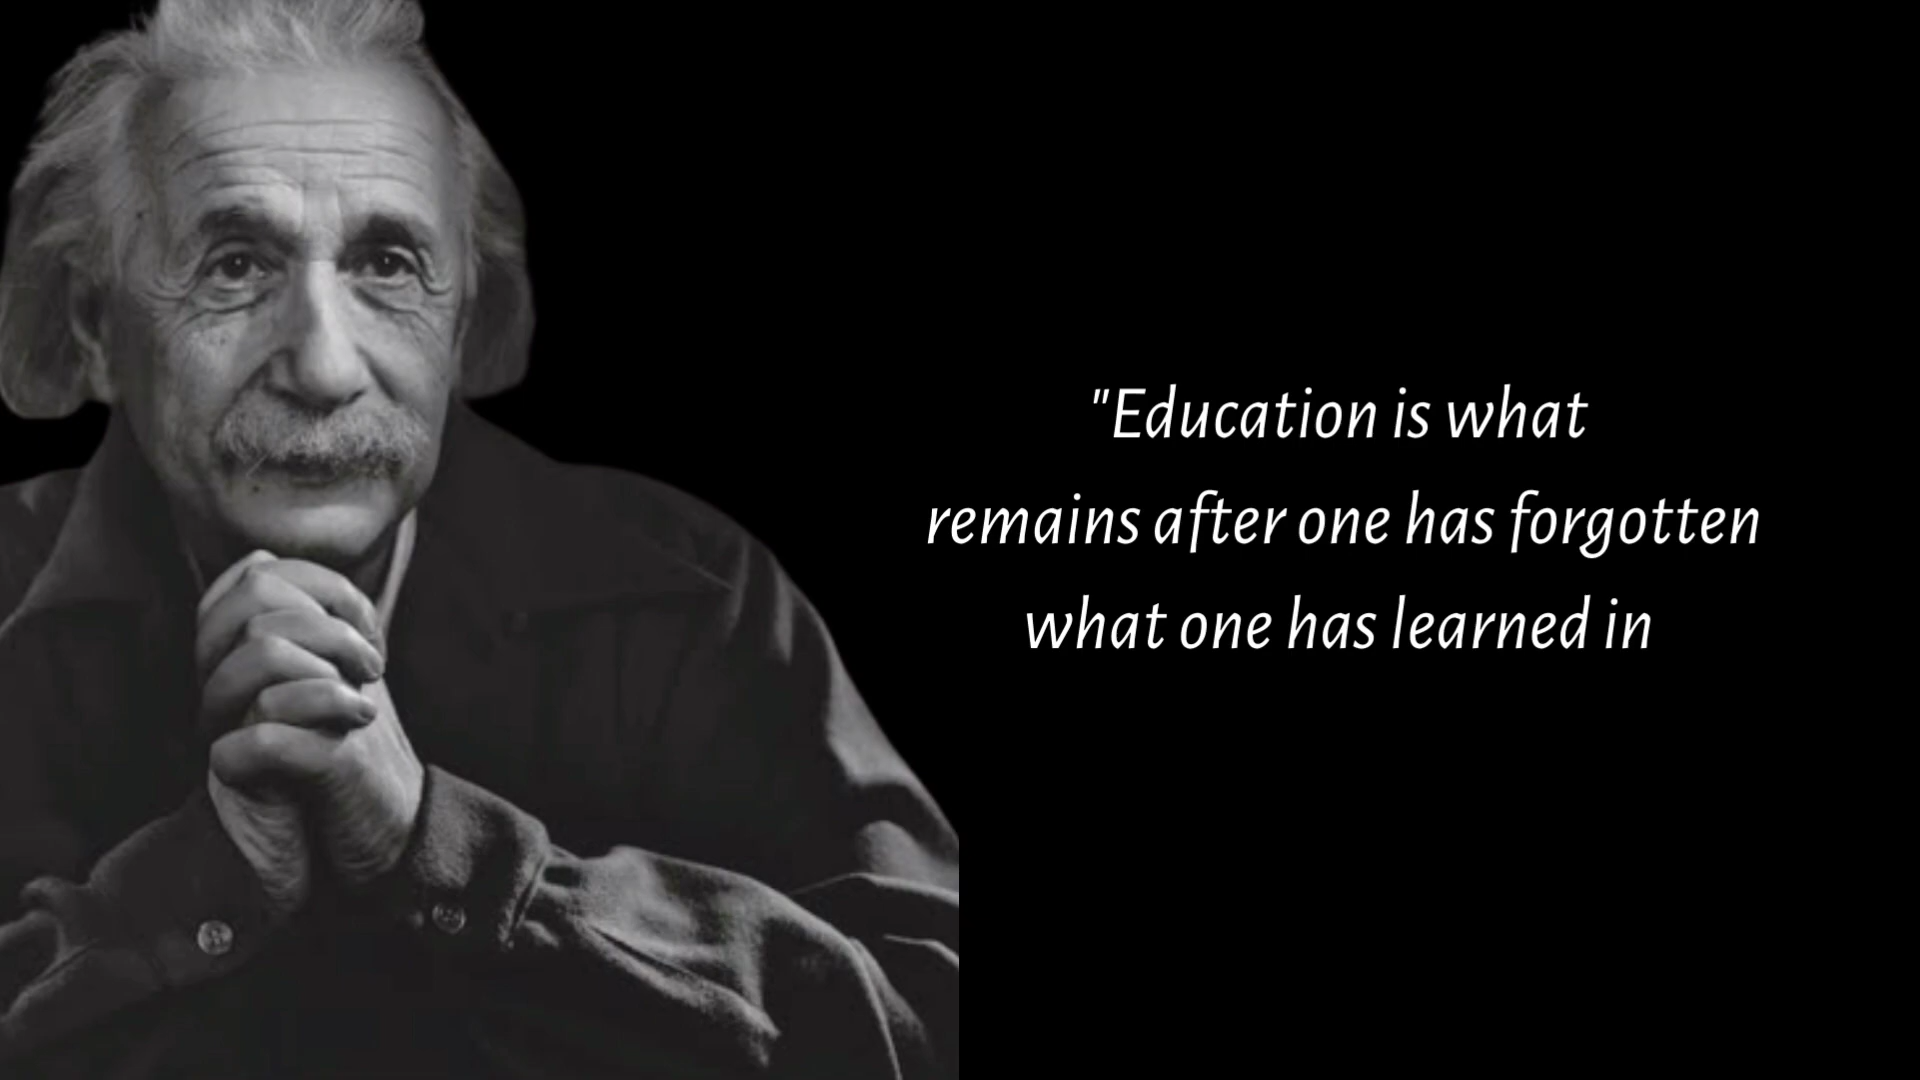 "Education is what
remains after one has forgotten
what one has learned in